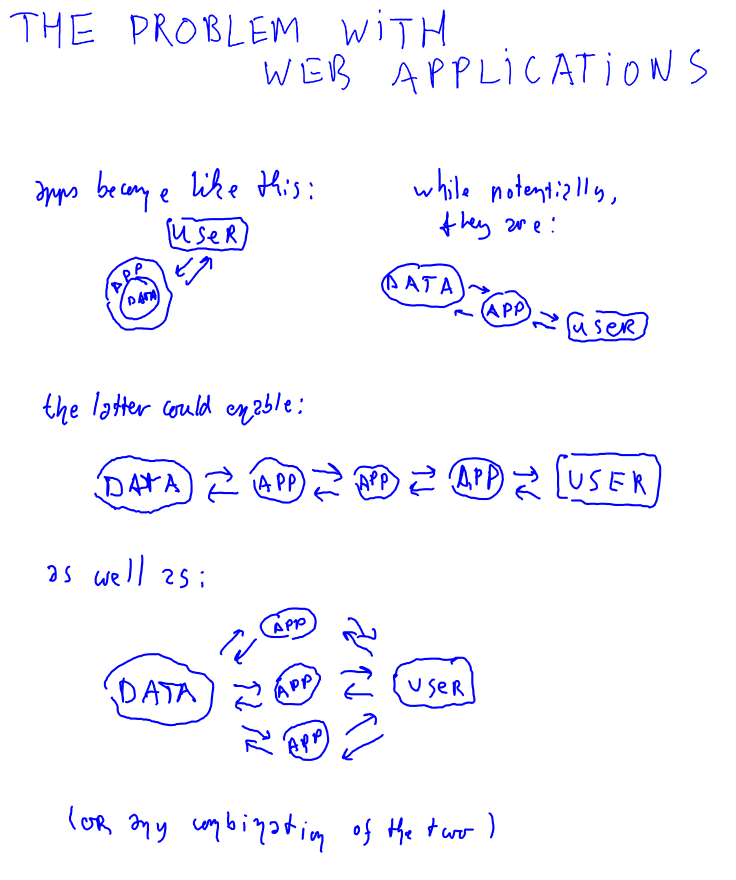 THE PROBLEM WITH
WEB APPLICATIONS
apps become like this:
USER
APP
DATA
while potentially,
they are:
DATA
APP
USER
the latter could enable:
DATA APP APP APP USER
as well as:
APP
DATA APP USER
APP
(OR any combination of the two)